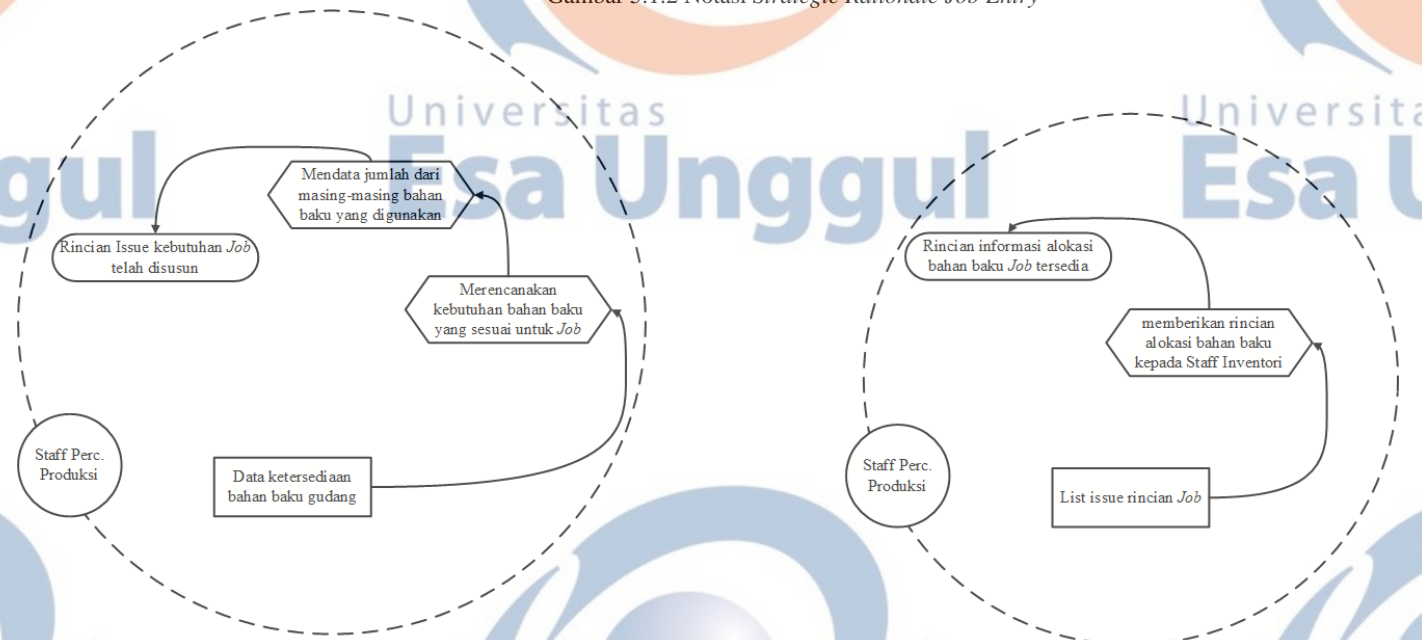 Gambar 3.1.2 Notasi Strategic Rationale Job Entry
Universitas
Esa Unggul
Mendata jumlah dari
masing-masing bahan
baku yang digunakan
Rincian Issue kebutuhan Job
telah disusun
Merencanakan
kebutuhan bahan baku
yang sesuai untuk Job
Staff Perc.
Produksi
Data ketersediaan
bahan baku gudang
Universita
Esa U
ggul
Rincian informasi alokasi
bahan baku Job tersedia
memberikan rincian
alokasi bahan baku
kepada Staff Inventori
Staff Perc.
Produksi
List issue rincian Job